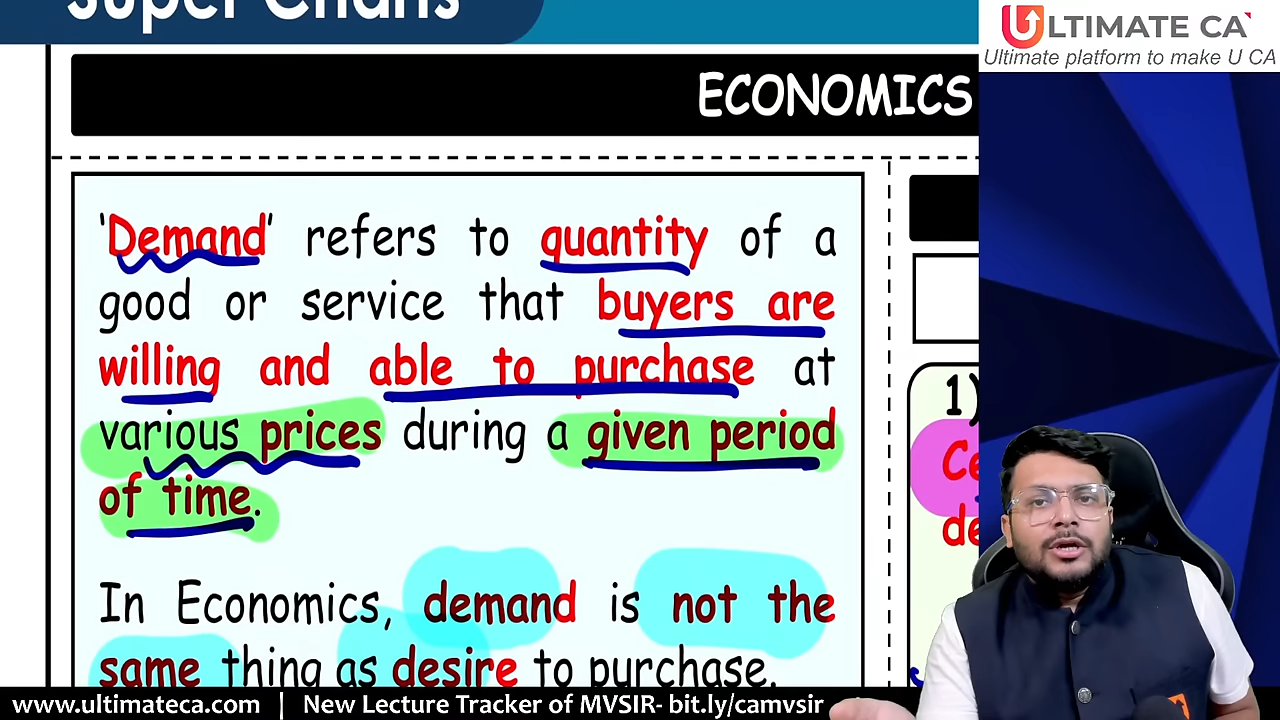 Super Charts
ULTIMATE CA
Ultimate platform to make U CA
ECONOMICS
‘Demand’ refers to quantity of a
good or service that buyers are
willing and able to purchase at
various prices during a given period
of time.
In Economics, demand is not the
same thing as desire to purchase.
1)
www.ultimateca.com | New Lecture Tracker of MVSIR- bit.ly/camvsir